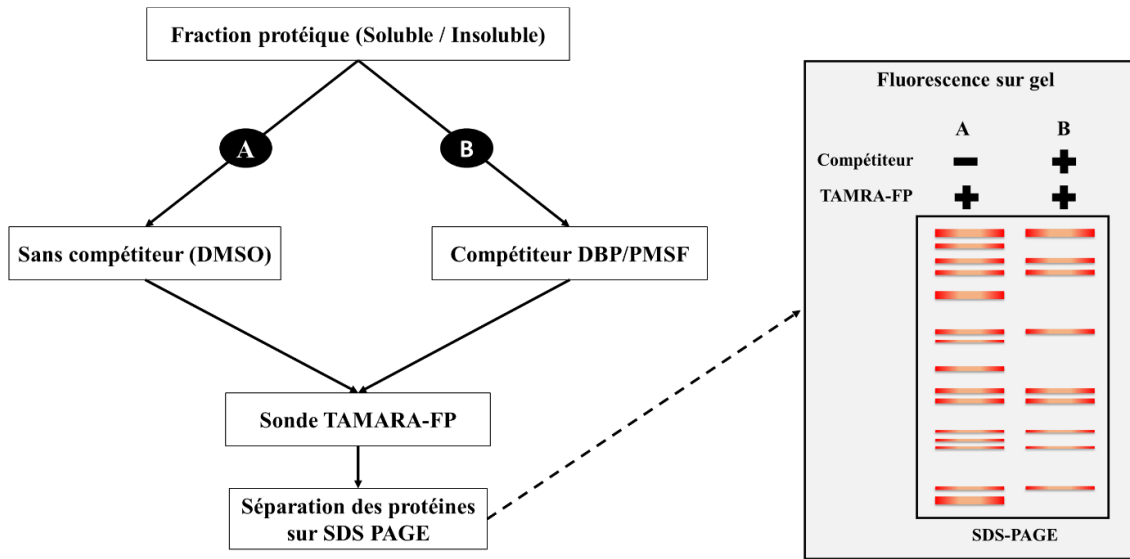 Fraction protéique (Soluble / Insoluble)
A
B
Sans compétiteur (DMSO)
Compétiteur DBP/PMSF
Sonde TAMARA-FP
Séparation des protéines
sur SDS PAGE
Fluorescence sur gel
A B
Compétiteur
TAMRA-FP
SDS-PAGE